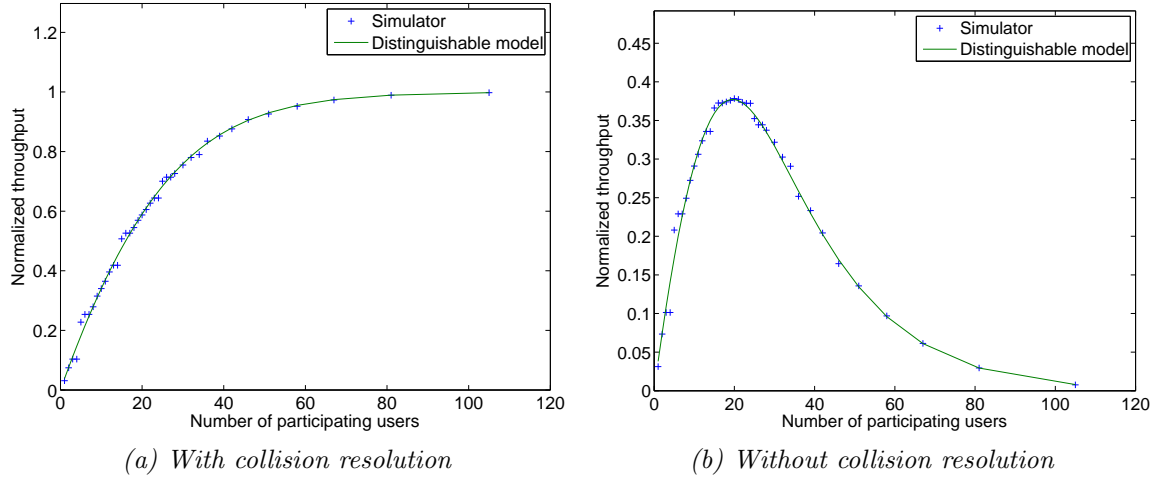 1.2
1
0.8
0.6
0.4
0.2
0
0 20 40 60 80 100 120
Normalized throughput
Number of participating users
Simulator
Distinguishable model
(a) With collision resolution
0.45
0.4
0.35
0.3
0.25
0.2
0.15
0.1
0.05
0
0 20 40 60 80 100 120
Normalized throughput
Number of participating users
Simulator
Distinguishable model
(b) Without collision resolution